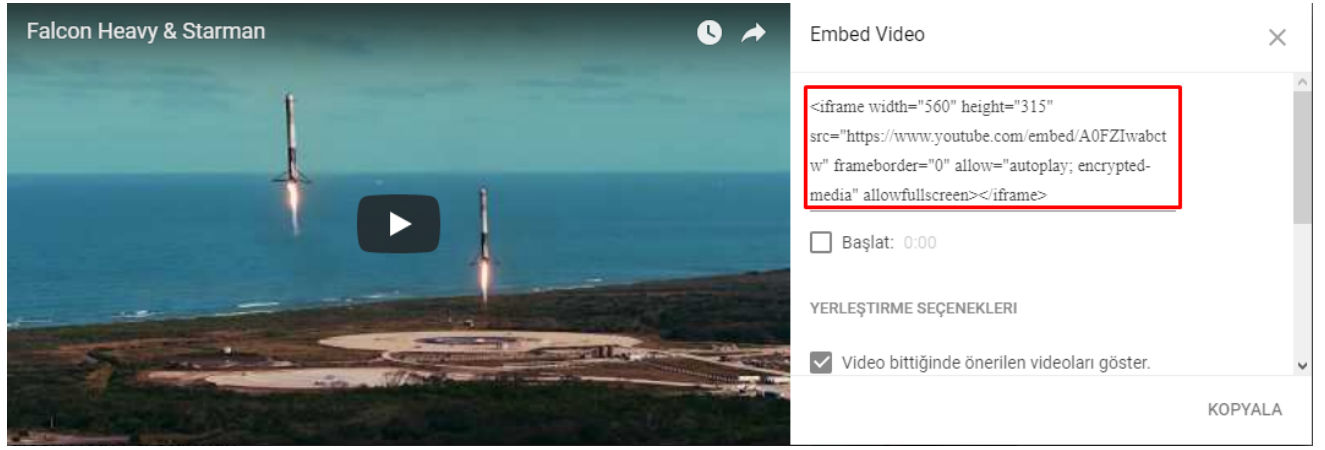 Falcon Heavy & Starman
Embed Video
<iframe width="560" height="315"
src="https://www.youtube.com/embed/A0FZIwabct
w" frameborder="0" allow="autoplay; encrypted-
media" allowfullscreen></iframe>
Başlat: 0:00
YERLEŞTIRME SEÇENEKLERI
Video bittiğinde önerilen videoları göster.
KOPYALA